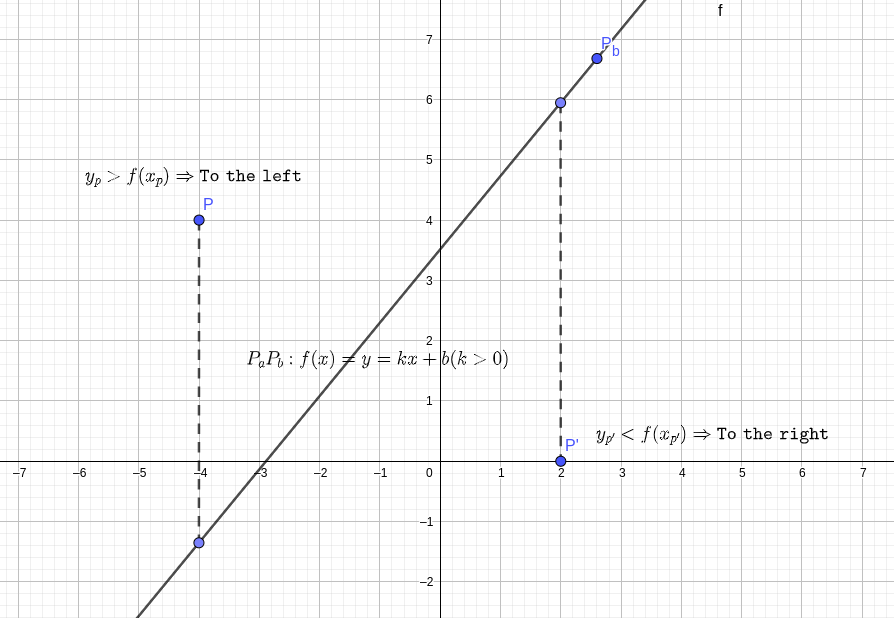 f
7
P_b
6
5
y_p > f(x_p) ⇒ To the left
P
4
3
2
P_aP_b : f(x) = y = kx + b(k > 0)
1
y_{p'} < f(x_{p'}) ⇒ To the right
P'
−7 −6 −5 −4 −3 −2 −1 0 1 2 3 4 5 6 7
−1
−2